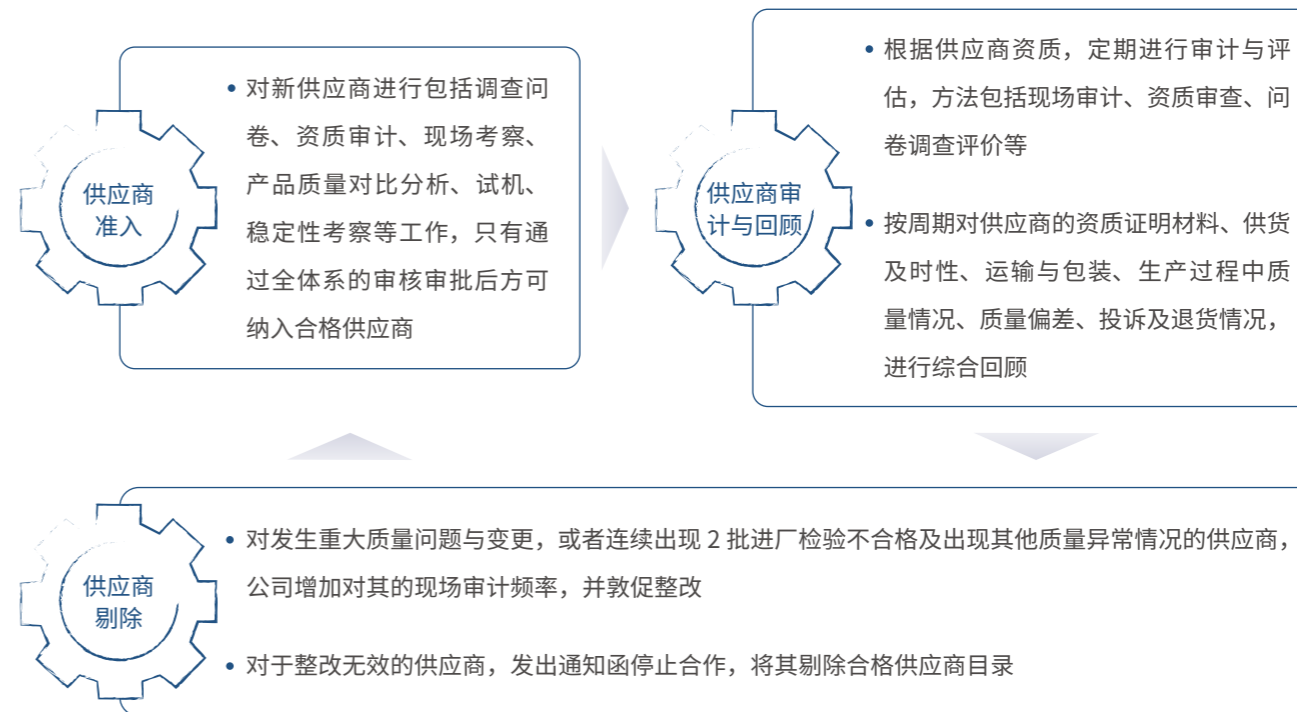 供应商
准入
• 对新供应商进行包括调查问
卷、资质审计、现场考察、
产品质量对比分析、试机、
稳定性考察等工作，只有通
过全体系的审核审批后方可
纳入合格供应商
供应商审
计与回顾
• 根据供应商资质，定期进行审计与评
估，方法包括现场审计、资质审查、问
卷调查评价等
• 按周期对供应商的资质证明材料、供货
及时性、运输与包装、生产过程中质
量情况、质量偏差、投诉及退货情况，
进行综合回顾
供应商
剔除
• 对发生重大质量问题与变更，或者连续出现 2 批进厂检验不合格及出现其他质量异常情况的供应商，
公司增加对其的现场审计频率，并敦促整改
• 对于整改无效的供应商，发出通知函停止合作，将其剔除合格供应商目录